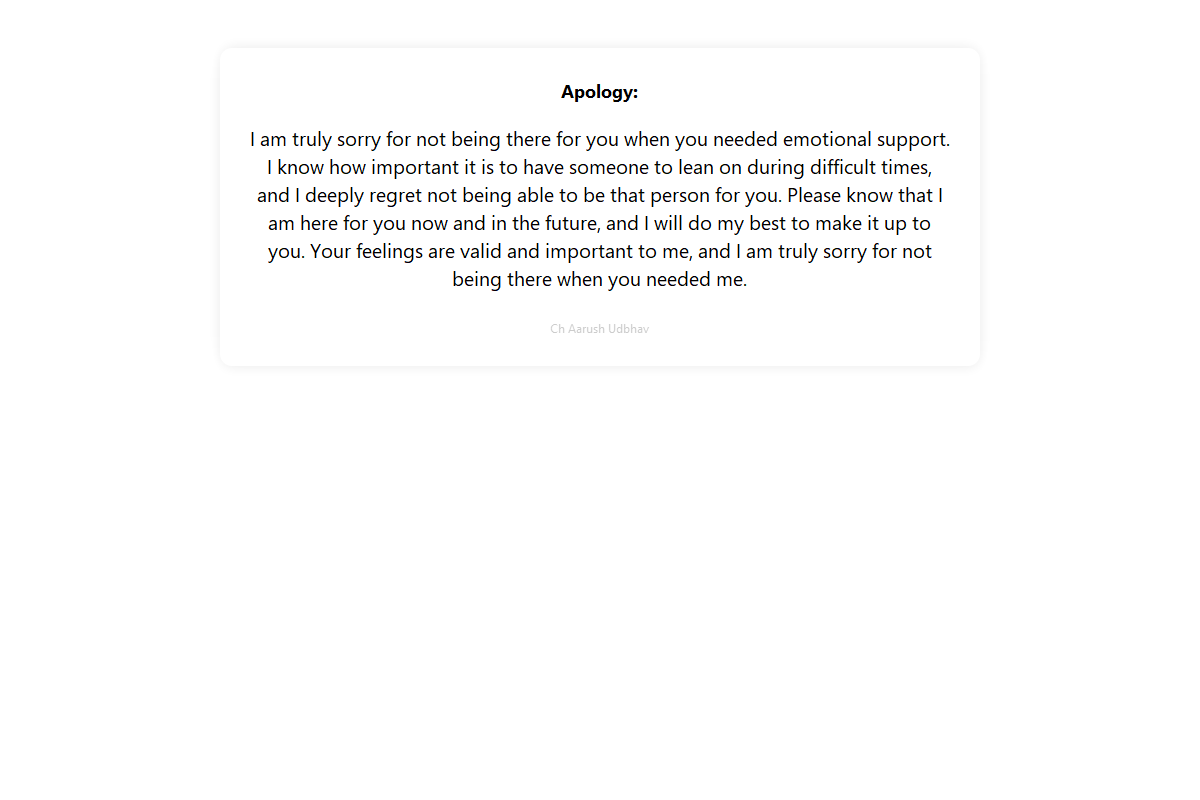 Apology:
I am truly sorry for not being there for you when you needed emotional support.
I know how important it is to have someone to lean on during difficult times,
and I deeply regret not being able to be that person for you. Please know that I
am here for you now and in the future, and I will do my best to make it up to
you. Your feelings are valid and important to me, and I am truly sorry for not
being there when you needed me.
Ch Aarush Udbhav